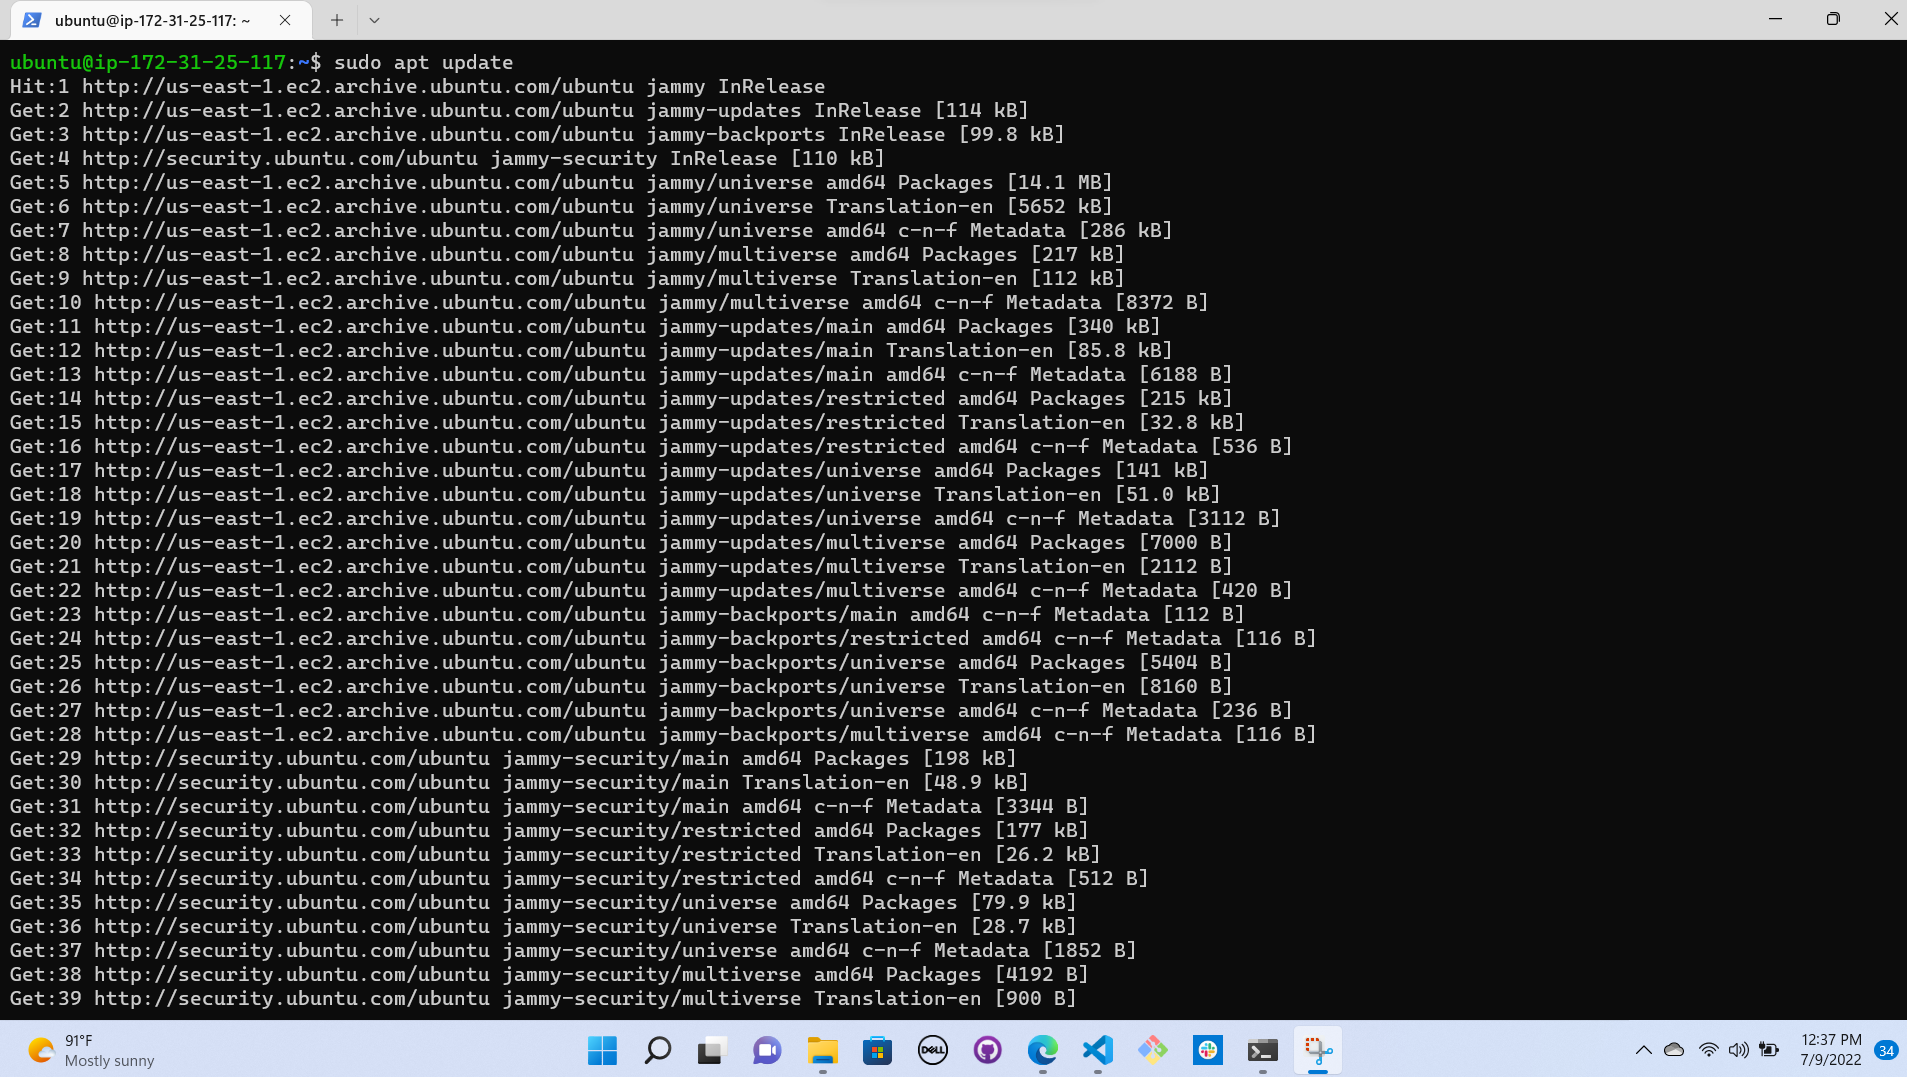 ubuntu@ip-172-31-25-117: ~
ubuntu@ip-172-31-25-117:~$ sudo apt update
Hit:1 http://us-east-1.ec2.archive.ubuntu.com/ubuntu jammy InRelease
Get:2 http://us-east-1.ec2.archive.ubuntu.com/ubuntu jammy-updates InRelease [114 kB]
Get:3 http://us-east-1.ec2.archive.ubuntu.com/ubuntu jammy-backports InRelease [99.8 kB]
Get:4 http://security.ubuntu.com/ubuntu jammy-security InRelease [110 kB]
Get:5 http://us-east-1.ec2.archive.ubuntu.com/ubuntu jammy/universe amd64 Packages [14.1 MB]
Get:6 http://us-east-1.ec2.archive.ubuntu.com/ubuntu jammy/universe Translation-en [5652 kB]
Get:7 http://us-east-1.ec2.archive.ubuntu.com/ubuntu jammy/universe amd64 c-n-f Metadata [286 kB]
Get:8 http://us-east-1.ec2.archive.ubuntu.com/ubuntu jammy/multiverse amd64 Packages [217 kB]
Get:9 http://us-east-1.ec2.archive.ubuntu.com/ubuntu jammy/multiverse Translation-en [112 kB]
Get:10 http://us-east-1.ec2.archive.ubuntu.com/ubuntu jammy/multiverse amd64 c-n-f Metadata [8372 B]
Get:11 http://us-east-1.ec2.archive.ubuntu.com/ubuntu jammy-updates/main amd64 Packages [340 kB]
Get:12 http://us-east-1.ec2.archive.ubuntu.com/ubuntu jammy-updates/main Translation-en [85.8 kB]
Get:13 http://us-east-1.ec2.archive.ubuntu.com/ubuntu jammy-updates/main amd64 c-n-f Metadata [6188 B]
Get:14 http://us-east-1.ec2.archive.ubuntu.com/ubuntu jammy-updates/restricted amd64 Packages [215 kB]
Get:15 http://us-east-1.ec2.archive.ubuntu.com/ubuntu jammy-updates/restricted Translation-en [32.8 kB]
Get:16 http://us-east-1.ec2.archive.ubuntu.com/ubuntu jammy-updates/restricted amd64 c-n-f Metadata [536 B]
Get:17 http://us-east-1.ec2.archive.ubuntu.com/ubuntu jammy-updates/universe amd64 Packages [141 kB]
Get:18 http://us-east-1.ec2.archive.ubuntu.com/ubuntu jammy-updates/universe Translation-en [51.0 kB]
Get:19 http://us-east-1.ec2.archive.ubuntu.com/ubuntu jammy-updates/universe amd64 c-n-f Metadata [3112 B]
Get:20 http://us-east-1.ec2.archive.ubuntu.com/ubuntu jammy-updates/multiverse amd64 Packages [7000 B]
Get:21 http://us-east-1.ec2.archive.ubuntu.com/ubuntu jammy-updates/multiverse Translation-en [2112 B]
Get:22 http://us-east-1.ec2.archive.ubuntu.com/ubuntu jammy-updates/multiverse amd64 c-n-f Metadata [420 B]
Get:23 http://us-east-1.ec2.archive.ubuntu.com/ubuntu jammy-backports/main amd64 c-n-f Metadata [112 B]
Get:24 http://us-east-1.ec2.archive.ubuntu.com/ubuntu jammy-backports/restricted amd64 c-n-f Metadata [116 B]
Get:25 http://us-east-1.ec2.archive.ubuntu.com/ubuntu jammy-backports/universe amd64 Packages [5404 B]
Get:26 http://us-east-1.ec2.archive.ubuntu.com/ubuntu jammy-backports/universe Translation-en [8160 B]
Get:27 http://us-east-1.ec2.archive.ubuntu.com/ubuntu jammy-backports/universe amd64 c-n-f Metadata [236 B]
Get:28 http://us-east-1.ec2.archive.ubuntu.com/ubuntu jammy-backports/multiverse amd64 c-n-f Metadata [116 B]
Get:29 http://security.ubuntu.com/ubuntu jammy-security/main amd64 Packages [198 kB]
Get:30 http://security.ubuntu.com/ubuntu jammy-security/main Translation-en [48.9 kB]
Get:31 http://security.ubuntu.com/ubuntu jammy-security/main amd64 c-n-f Metadata [3344 B]
Get:32 http://security.ubuntu.com/ubuntu jammy-security/restricted amd64 Packages [177 kB]
Get:33 http://security.ubuntu.com/ubuntu jammy-security/restricted Translation-en [26.2 kB]
Get:34 http://security.ubuntu.com/ubuntu jammy-security/restricted amd64 c-n-f Metadata [512 B]
Get:35 http://security.ubuntu.com/ubuntu jammy-security/universe amd64 Packages [79.9 kB]
Get:36 http://security.ubuntu.com/ubuntu jammy-security/universe Translation-en [28.7 kB]
Get:37 http://security.ubuntu.com/ubuntu jammy-security/universe amd64 c-n-f Metadata [1852 B]
Get:38 http://security.ubuntu.com/ubuntu jammy-security/multiverse amd64 Packages [4192 B]
Get:39 http://security.ubuntu.com/ubuntu jammy-security/multiverse Translation-en [900 B]
91°F
Mostly sunny
DELL
12:37 PM
7/9/2022
34